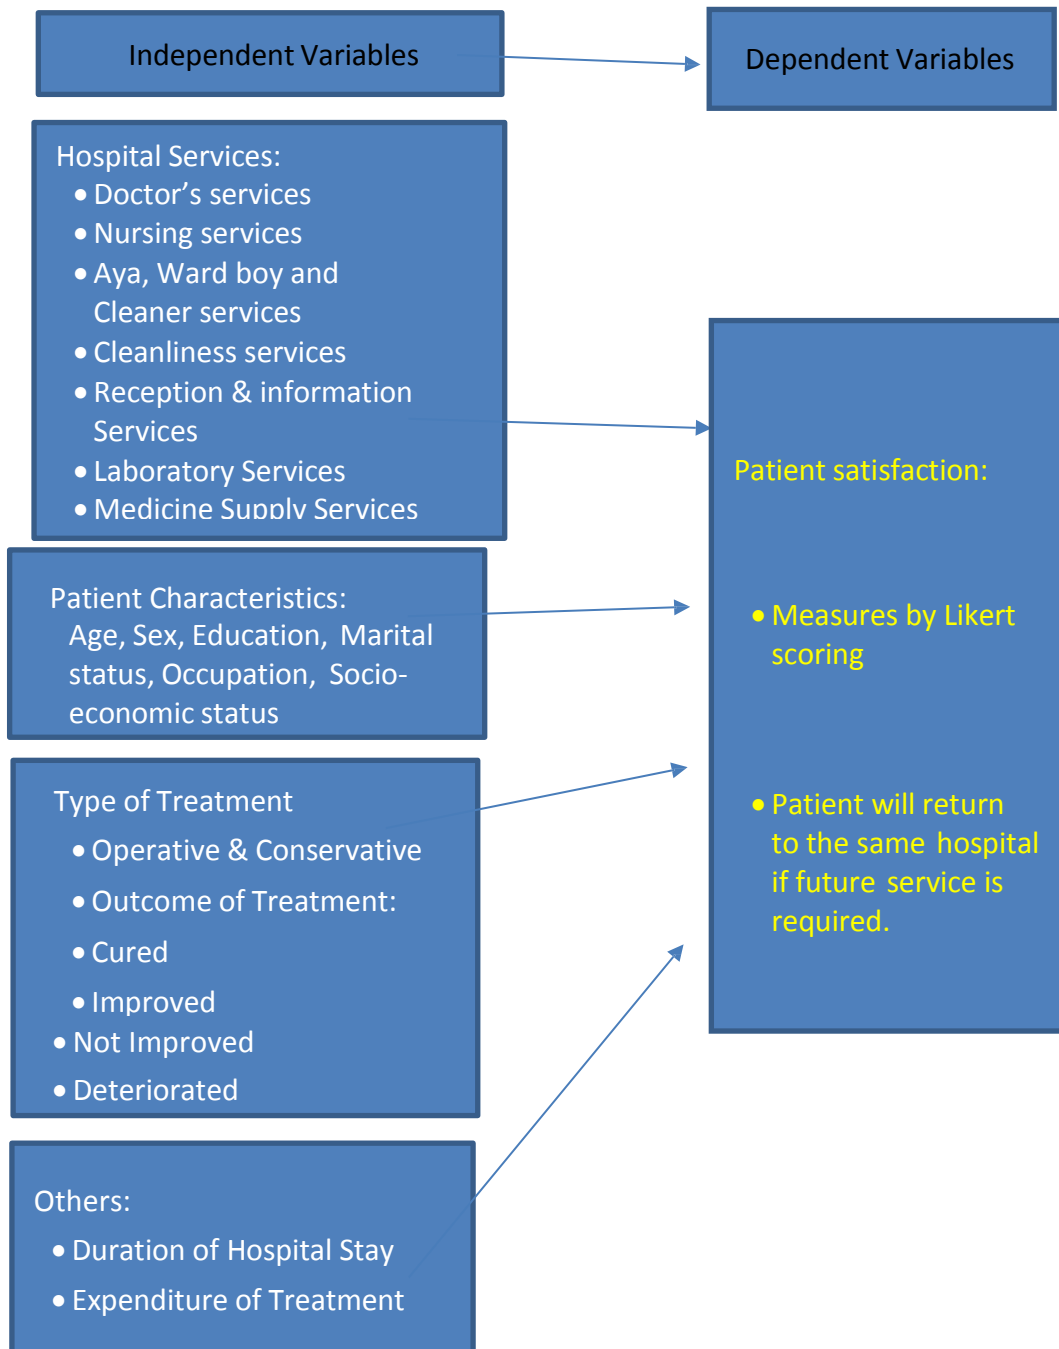 Independent Variables
Dependent Variables
Hospital Services:
• Doctor’s services
• Nursing services
• Aya, Ward boy and
Cleaner services
• Cleanliness services
• Reception & information
Services
• Laboratory Services
• Medicine Supply Services
Patient Characteristics:
Age, Sex, Education, Marital
status, Occupation, Socio-
economic status
Type of Treatment
• Operative & Conservative
• Outcome of Treatment:
• Cured
• Improved
• Not Improved
• Deteriorated
Others:
• Duration of Hospital Stay
• Expenditure of Treatment
Patient satisfaction:
• Measures by Likert
scoring
• Patient will return
to the same hospital
if future service is
required.